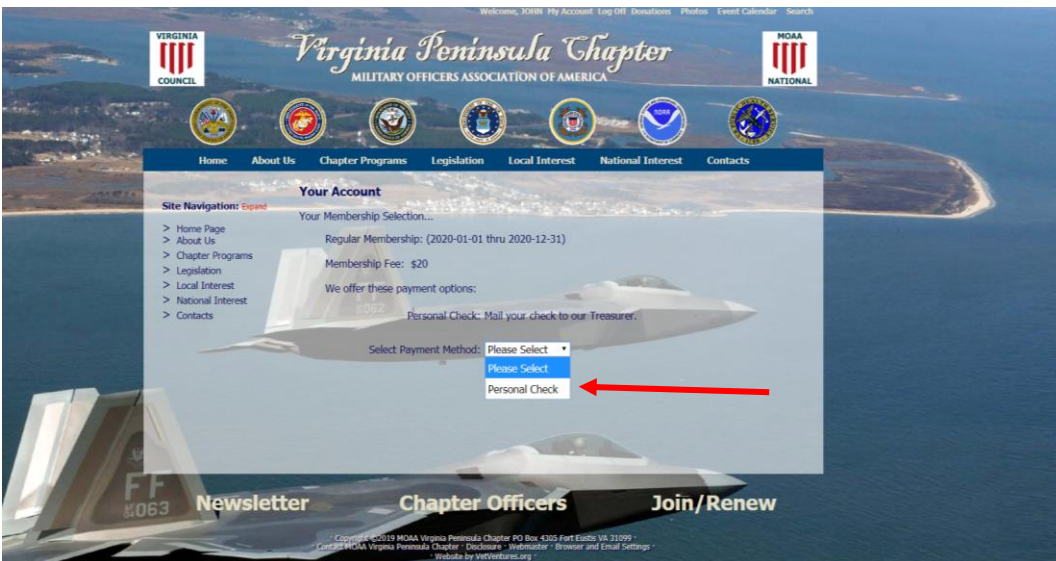 Welcome, JOHN My Account Log Off Donations Photos Event Calendar Search
VIRGINIA
COUNCIL
Virginia Peninsula Chapter
MILITARY OFFICERS ASSOCIATION OF AMERICA
MOAA
NATIONAL
Home About Us Chapter Programs Legislation Local Interest National Interest Contacts
Site Navigation: Expand
> Home Page
> About Us
> Chapter Programs
> Legislation
> Local Interest
> National Interest
> Contacts
Your Account
Your Membership Selection...
Regular Membership: (2020-01-01 thru 2020-12-31)
Membership Fee: $20
We offer these payment options:
Personal Check: Mail your check to our Treasurer.
Select Payment Method: Please Select
Please Select
Personal Check
FF
063
Newsletter Chapter Officers Join/Renew
· Copyright ©2019 MOAA Virginia Peninsula Chapter PO Box 4305 Fort Eustis VA 31099 ·
Contact MOAA Virginia Peninsula Chapter · Disclosure · Webmaster · Browser and Email Settings ·
· Website by VetVentures.org ·